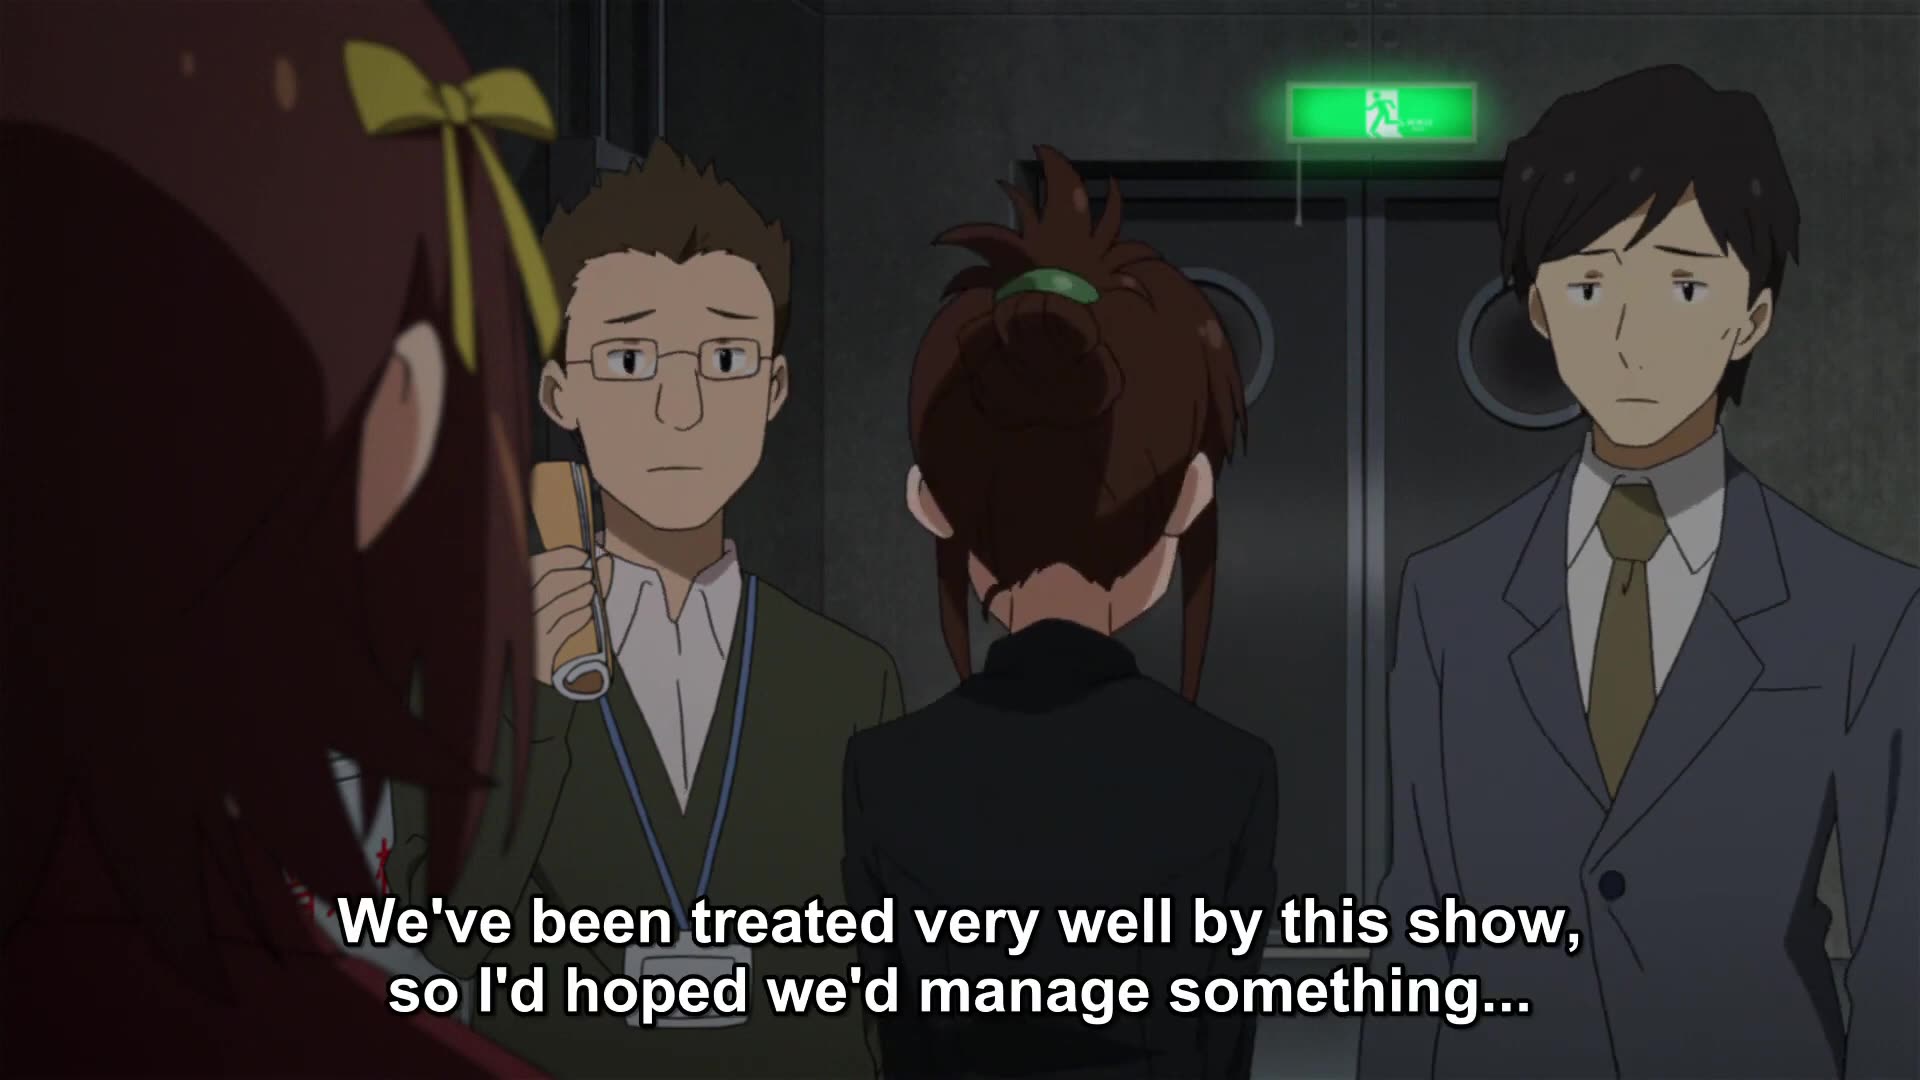 We've been treated very well by this show,
so I'd hoped we'd manage something...